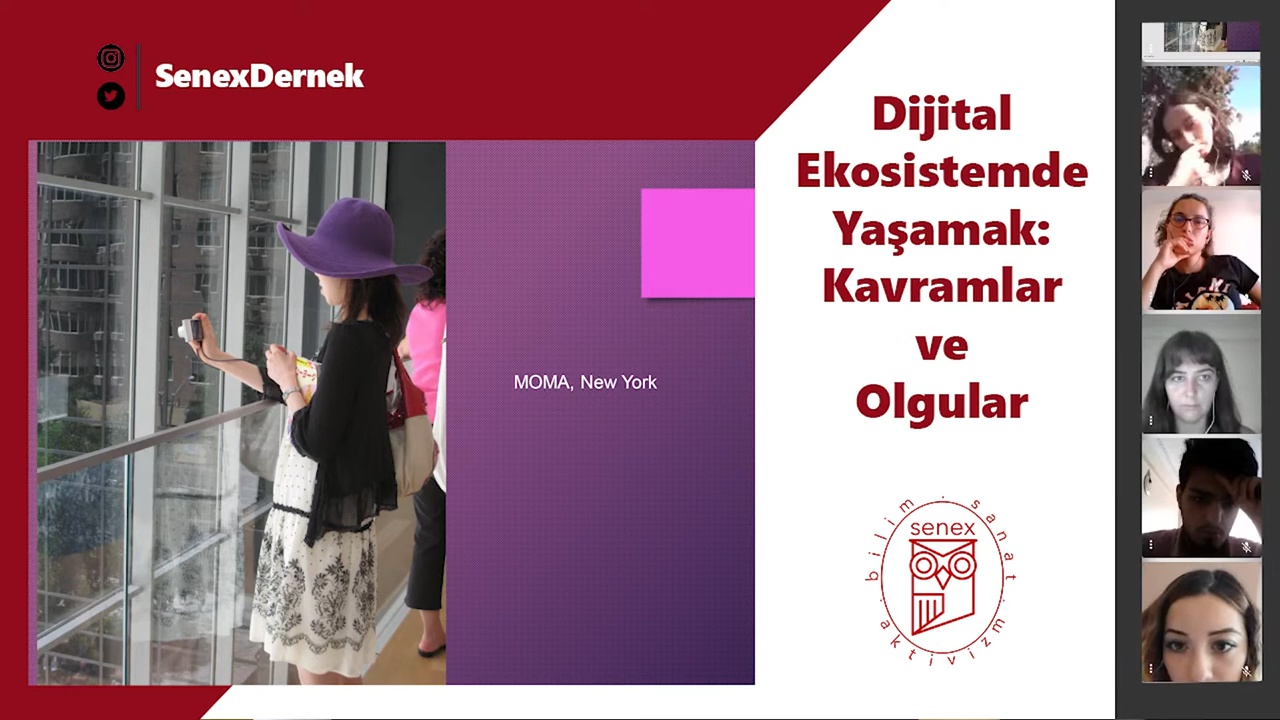 SenexDernek
MOMA, New York
Dijital
Ekosistemde
Yaşamak:
Kavramlar
ve
Olgular
senex
bilim . sanat . aktivizm .